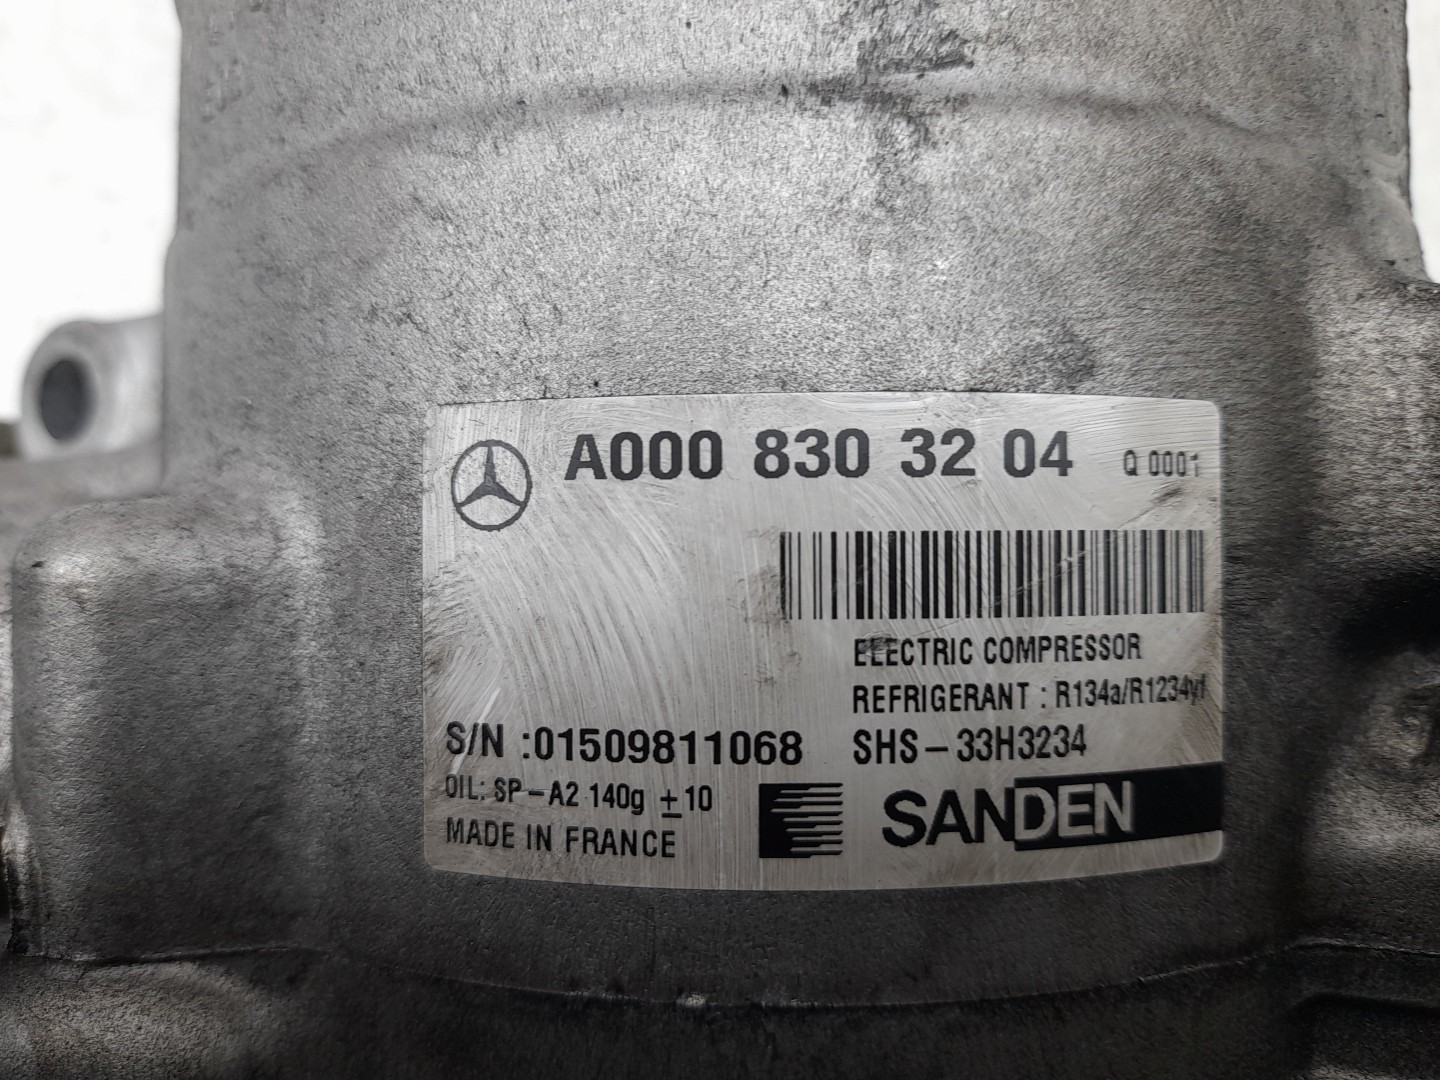 A000 830 32 04 Q 0001
ELECTRIC COMPRESSOR
REFRIGERANT : R134a/R1234yf
S/N :01509811068 SHS-33H3234
OIL: SP-A2 140g ±10
MADE IN FRANCE
SANDEN